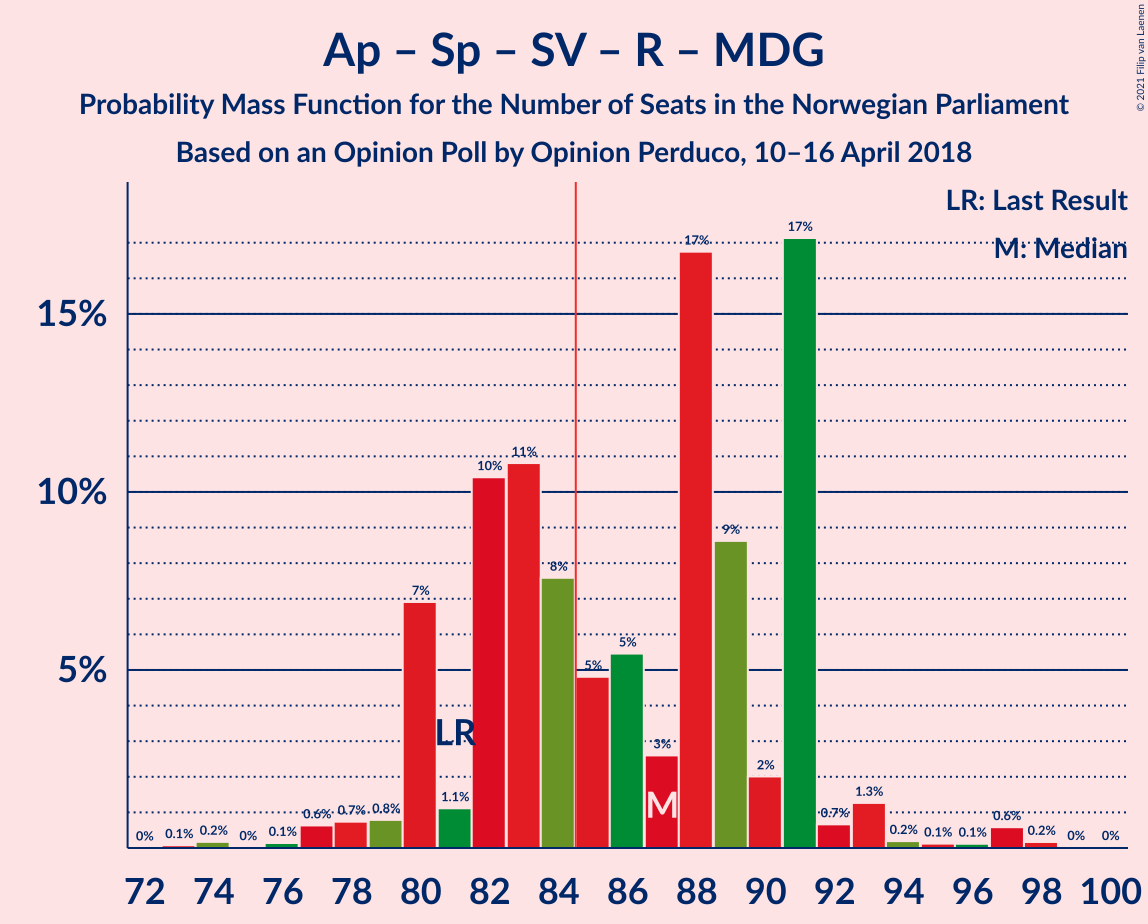 Ap – Sp – SV – R – MDG
Probability Mass Function for the Number of Seats in the Norwegian Parliament
Based on an Opinion Poll by Opinion Perduco, 10–16 April 2018
© 2021 Filip van Laenen
LR: Last Result
M: Median
15%
10%
5%
0% 0.1% 0.2% 0% 0.1% 0.6% 0.7% 0.8% 7% 1.1% 10% 11% 8% 5% 5% 3% 17% 9% 2% 17% 0.7% 1.3% 0.2% 0.1% 0.1% 0.6% 0.2% 0% 0%
LR
M
72 74 76 78 80 82 84 86 88 90 92 94 96 98 100